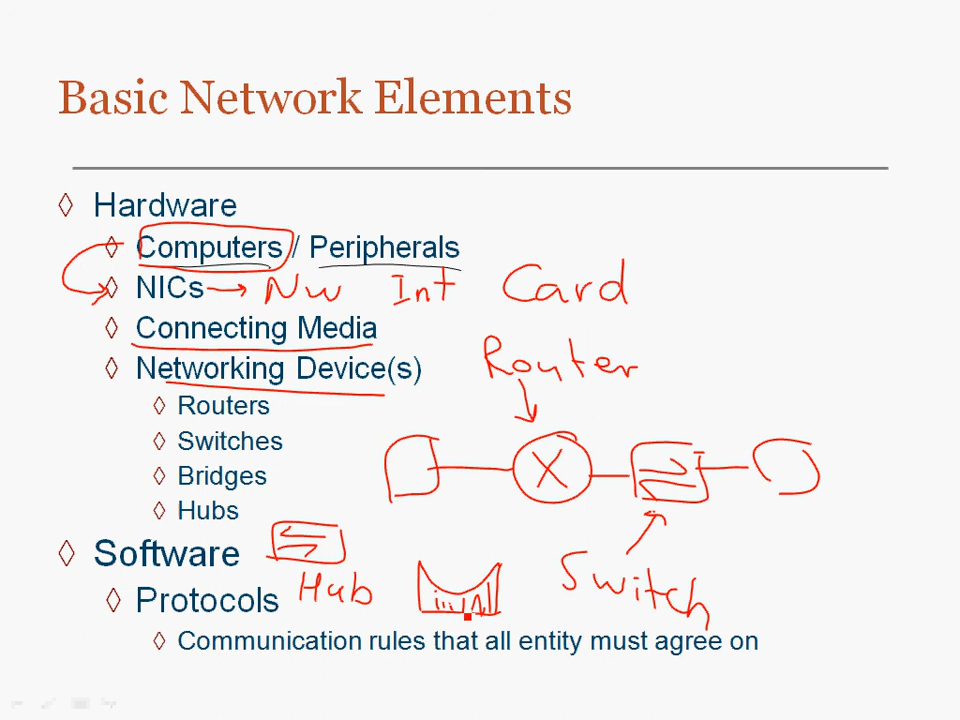 Basic Network Elements
Hardware
Computers / Peripherals
NICs → Nw Int Card
Connecting Media
Networking Device(s)
Router
Routers
Switches
Bridges
Hubs
X
Software
Hub
Switch
Protocols
Communication rules that all entity must agree on